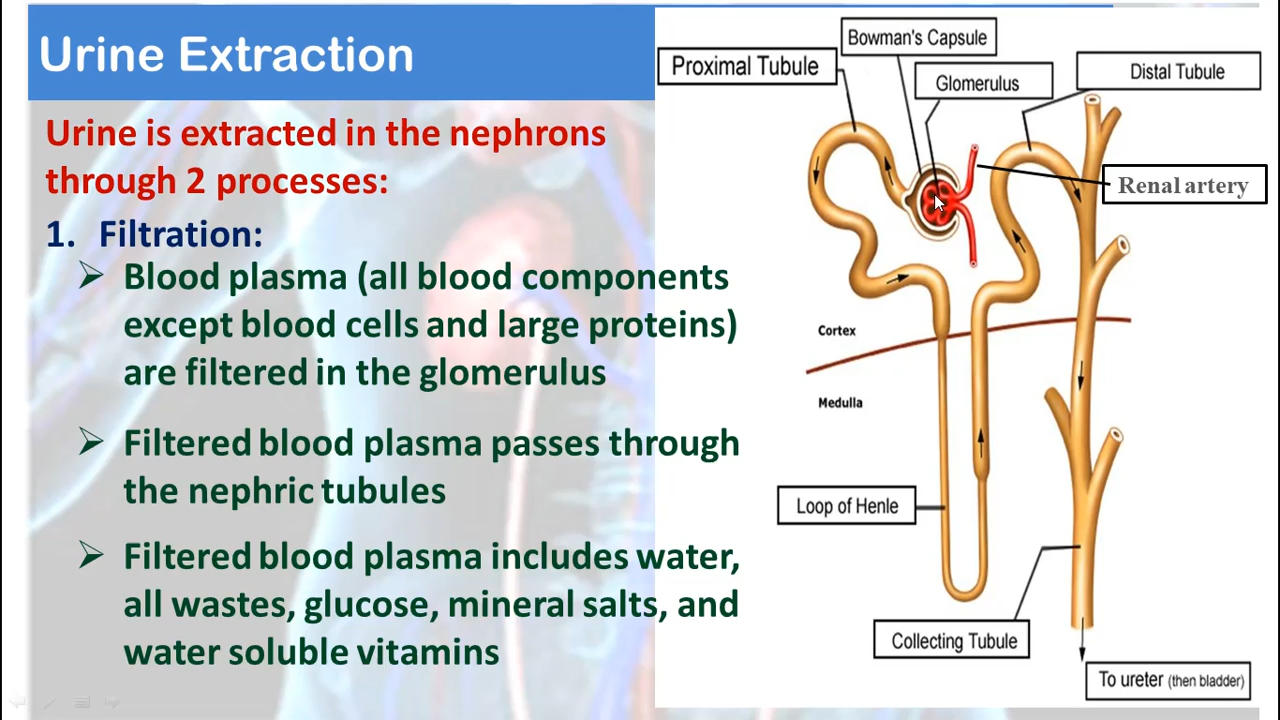 Urine Extraction
Urine is extracted in the nephrons
through 2 processes:
1. Filtration:
➢ Blood plasma (all blood components
except blood cells and large proteins)
are filtered in the glomerulus
➢ Filtered blood plasma passes through
the nephric tubules
➢ Filtered blood plasma includes water,
all wastes, glucose, mineral salts, and
water soluble vitamins
Bowman's Capsule
Proximal Tubule
Glomerulus
Distal Tubule
Renal artery
Cortex
Medulla
Loop of Henle
Collecting Tubule
To ureter (then bladder)